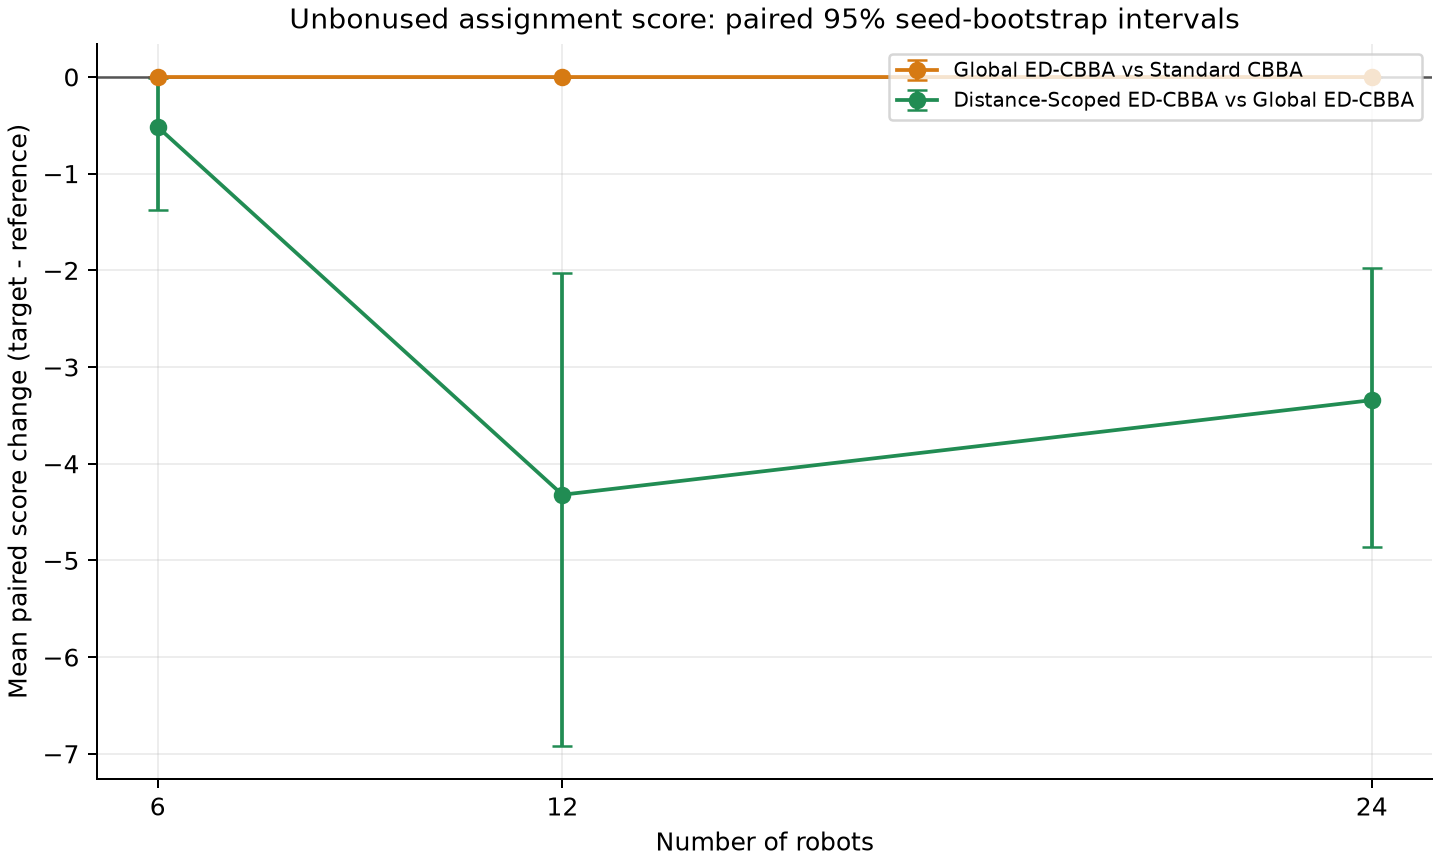 Unbonused assignment score: paired 95% seed-bootstrap intervals
Global ED-CBBA vs Standard CBBA
Distance-Scoped ED-CBBA vs Global ED-CBBA
Mean paired score change (target - reference)
0
−1
−2
−3
−4
−5
−6
−7
6 12 24
Number of robots